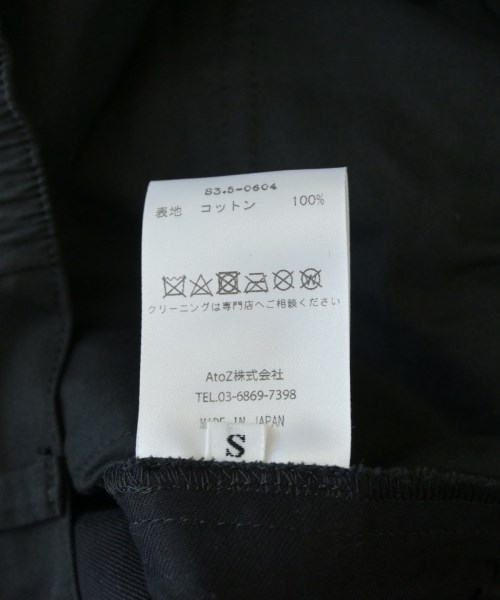 S3.5-0604
表地 コットン 100%
クリーニングは専門店へご相談ください
AtoZ株式会社
TEL.03-6869-7398
MADE IN JAPAN
S